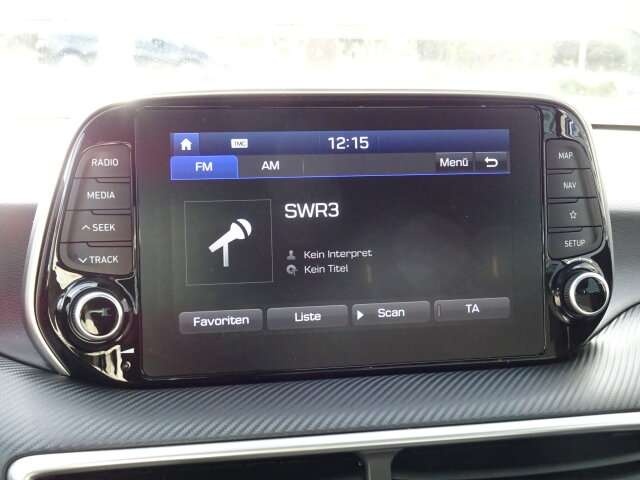 TMC 12:15
FM AM Menü
SWR3
Kein Interpret
Kein Titel
Favoriten Liste Scan TA
RADIO
MEDIA
SEEK
TRACK
MAP
NAV
SETUP